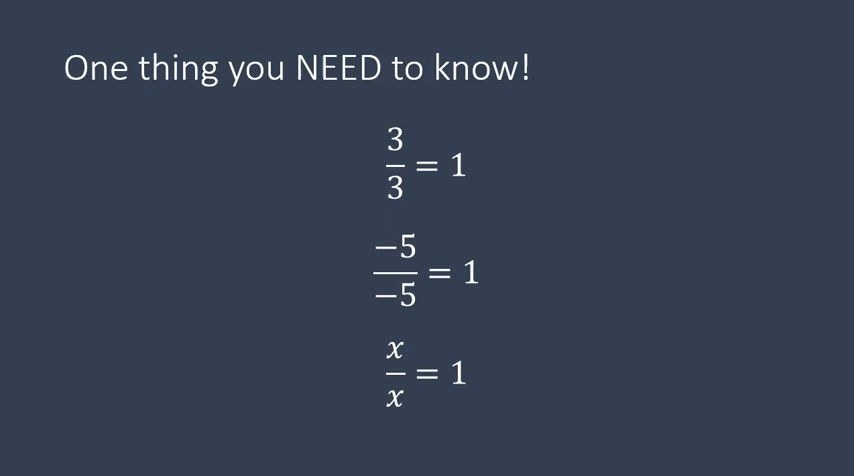 One thing you NEED to know!
3/3 = 1
−5/−5 = 1
x/x = 1